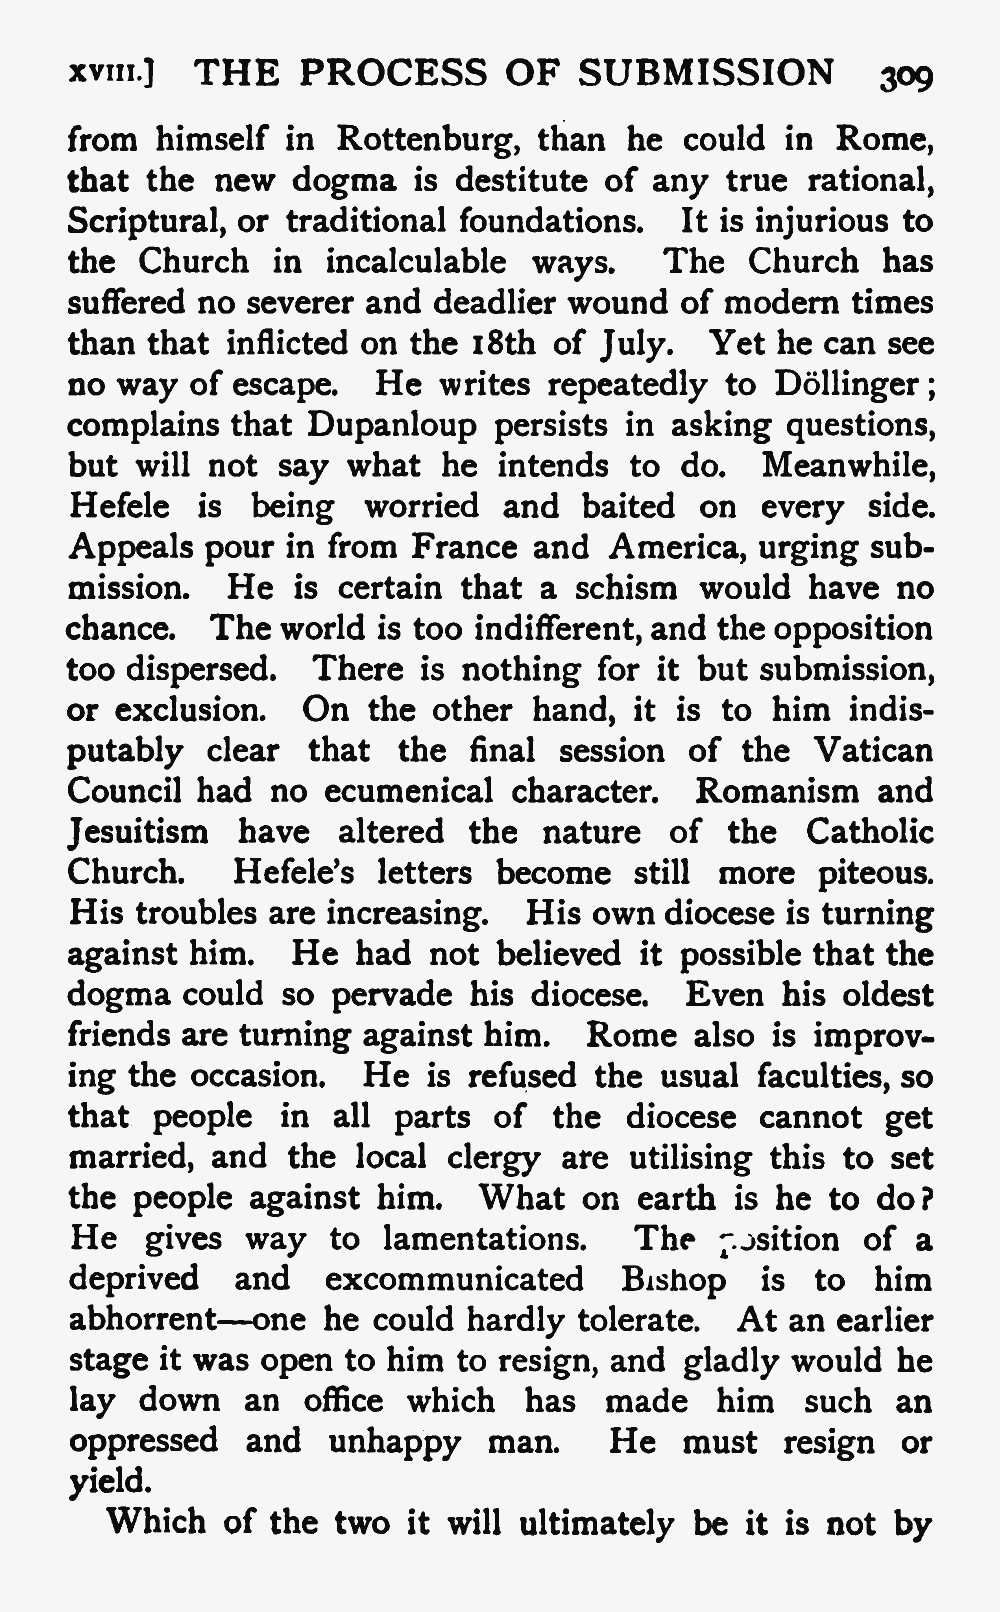 XVIII.] THE PROCESS OF SUBMISSION 309
from himself in Rottenburg, than he could in Rome,
that the new dogma is destitute of any true rational,
Scriptural, or traditional foundations. It is injurious to
the Church in incalculable ways. The Church has
suffered no severer and deadlier wound of modern times
than that inflicted on the 18th of July. Yet he can see
no way of escape. He writes repeatedly to Döllinger;
complains that Dupanloup persists in asking questions,
but will not say what he intends to do. Meanwhile,
Hefele is being worried and baited on every side.
Appeals pour in from France and America, urging sub-
mission. He is certain that a schism would have no
chance. The world is too indifferent, and the opposition
too dispersed. There is nothing for it but submission,
or exclusion. On the other hand, it is to him indis-
putably clear that the final session of the Vatican
Council had no ecumenical character. Romanism and
Jesuitism have altered the nature of the Catholic
Church. Hefele's letters become still more piteous.
His troubles are increasing. His own diocese is turning
against him. He had not believed it possible that the
dogma could so pervade his diocese. Even his oldest
friends are turning against him. Rome also is improv-
ing the occasion. He is refused the usual faculties, so
that people in all parts of the diocese cannot get
married, and the local clergy are utilising this to set
the people against him. What on earth is he to do?
He gives way to lamentations. The position of a
deprived and excommunicated Bishop is to him
abhorrent—one he could hardly tolerate. At an earlier
stage it was open to him to resign, and gladly would he
lay down an office which has made him such an
oppressed and unhappy man. He must resign or
yield.
Which of the two it will ultimately be it is not by